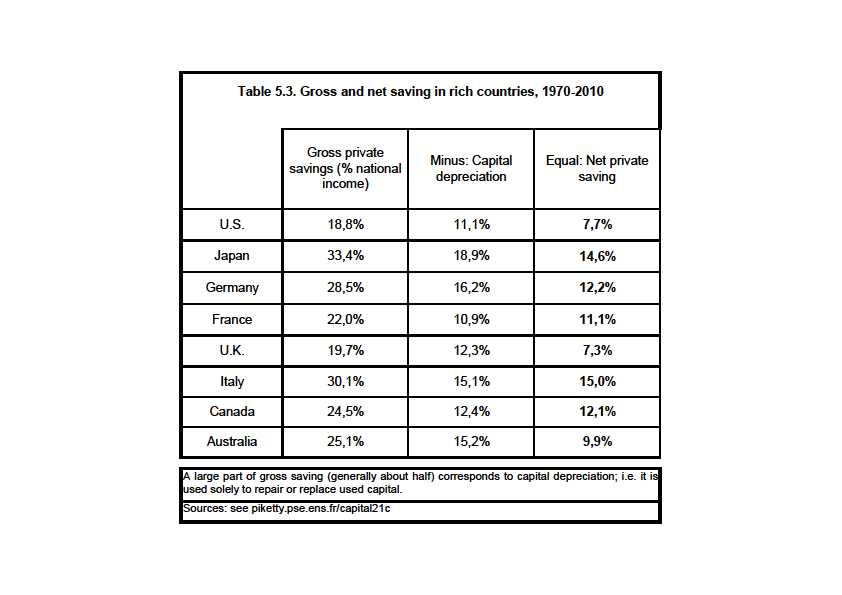 Table 5.3. Gross and net saving in rich countries, 1970-2010
Gross private
savings (% national
income)
Minus: Capital
depreciation
Equal: Net private
saving
U.S. 18,8% 11,1% 7,7%
Japan 33,4% 18,9% 14,6%
Germany 28,5% 16,2% 12,2%
France 22,0% 10,9% 11,1%
U.K. 19,7% 12,3% 7,3%
Italy 30,1% 15,1% 15,0%
Canada 24,5% 12,4% 12,1%
Australia 25,1% 15,2% 9,9%
A large part of gross saving (generally about half) corresponds to capital depreciation; i.e. it is
used solely to repair or replace used capital.
Sources: see piketty.pse.ens.fr/capital21c